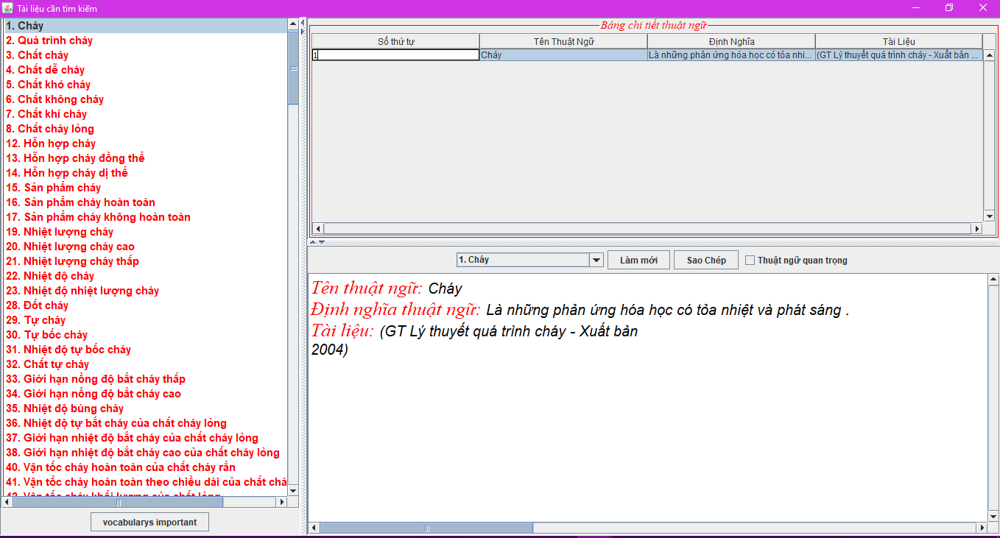 Tài liệu cần tìm kiếm
1. Cháy
2. Quá trình cháy
3. Chất cháy
4. Chất dễ cháy
5. Chất khó cháy
6. Chất không cháy
7. Chất khí cháy
8. Chất cháy lỏng
12. Hỗn hợp cháy
13. Hỗn hợp cháy đồng thể
14. Hỗn hợp cháy dị thể
15. Sản phẩm cháy
16. Sản phẩm cháy hoàn toàn
17. Sản phẩm cháy không hoàn toàn
19. Nhiệt lượng cháy
20. Nhiệt lượng cháy cao
21. Nhiệt lượng cháy thấp
22. Nhiệt độ cháy
23. Nhiệt độ nhiệt lượng cháy
28. Đốt cháy
29. Tự cháy
30. Tự bốc cháy
31. Nhiệt độ tự bốc cháy
32. Chất tự cháy
33. Giới hạn nồng độ bắt cháy thấp
34. Giới hạn nồng độ bắt cháy cao
35. Nhiệt độ bùng cháy
36. Nhiệt độ tự bắt cháy của chất cháy lỏng
37. Giới hạn nhiệt độ bắt cháy của chất cháy lỏng
38. Giới hạn nhiệt độ bắt cháy cao của chất cháy lỏng
40. Vận tốc cháy hoàn toàn của chất cháy rắn
41. Vận tốc cháy hoàn toàn theo chiều dài của chất chá
42. Vận tốc cháy khối lượng của chất lỏng
vocabularys important
Bảng chi tiết thuật ngữ
Số thứ tự Tên Thuật Ngữ Định Nghĩa Tài Liệu
1 Cháy Là những phản ứng hóa học có tỏa nhi... (GT Lý thuyết quá trình cháy - Xuất bản ...
1. Cháy Làm mới Sao Chép Thuật ngữ quan trọng
Tên thuật ngữ: Cháy
Định nghĩa thuật ngữ: Là những phản ứng hóa học có tỏa nhiệt và phát sáng .
Tài liệu: (GT Lý thuyết quá trình cháy - Xuất bản
2004)